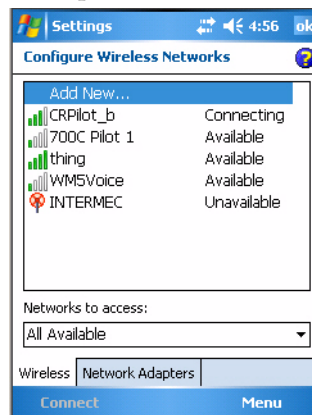 Settings 4:56 ok
Configure Wireless Networks ?
Add New...
CRPilot_b Connecting
700C Pilot 1 Available
thing Available
WM5Voice Available
INTERMEC Unavailable
Networks to access:
All Available
Wireless Network Adapters
Connect Menu